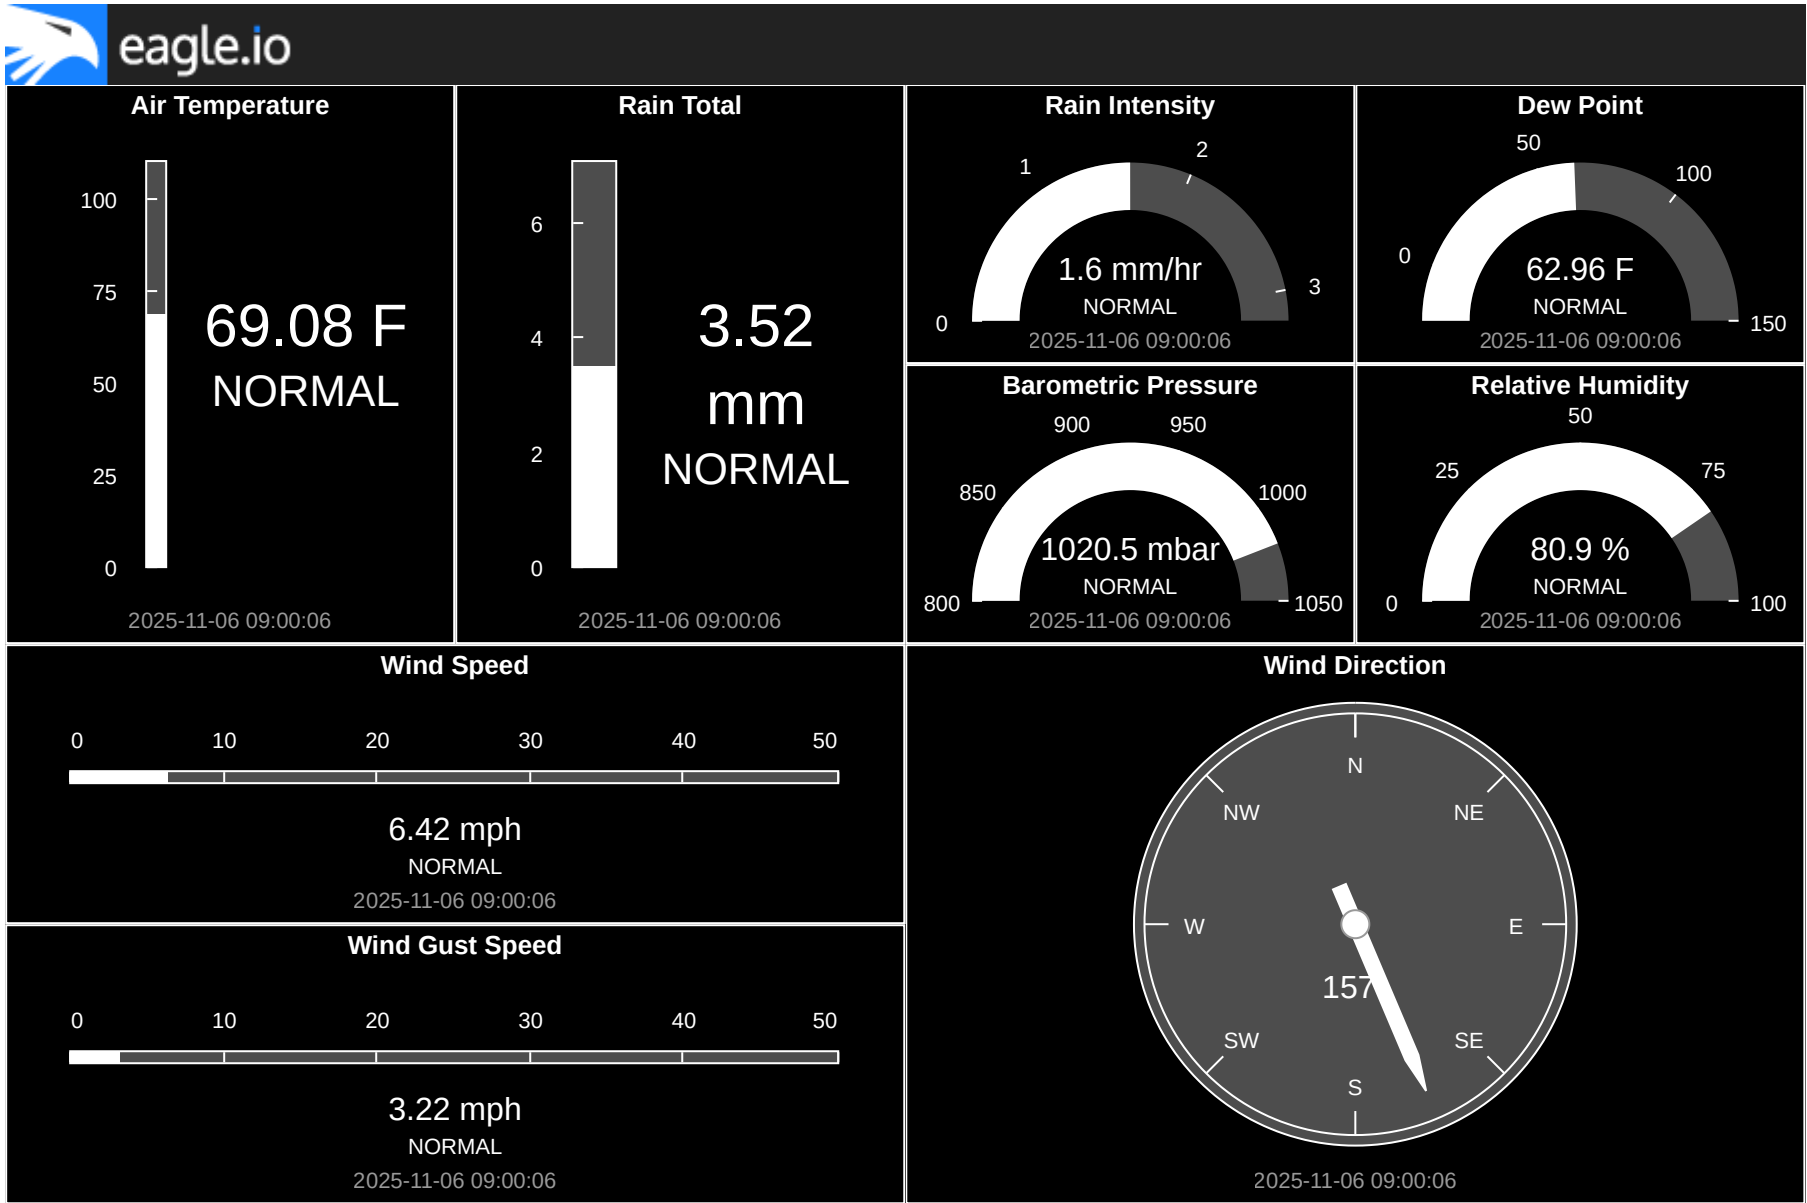 eagle.io
Air Temperature
100
75
50
25
0
69.08 F
NORMAL
2025-11-06 09:00:06
Rain Total
6
4
2
0
3.52
mm
NORMAL
2025-11-06 09:00:06
Rain Intensity
0
1
2
3
1.6 mm/hr
NORMAL
2025-11-06 09:00:06
Dew Point
0
50
100
150
62.96 F
NORMAL
2025-11-06 09:00:06
Barometric Pressure
800
850
900
950
1000
1050
1020.5 mbar
NORMAL
2025-11-06 09:00:06
Relative Humidity
0
25
50
75
100
80.9 %
NORMAL
2025-11-06 09:00:06
Wind Speed
0 10 20 30 40 50
6.42 mph
NORMAL
2025-11-06 09:00:06
Wind Gust Speed
0 10 20 30 40 50
3.22 mph
NORMAL
2025-11-06 09:00:06
Wind Direction
N
NW NE
W E
157
SW SE
S
2025-11-06 09:00:06